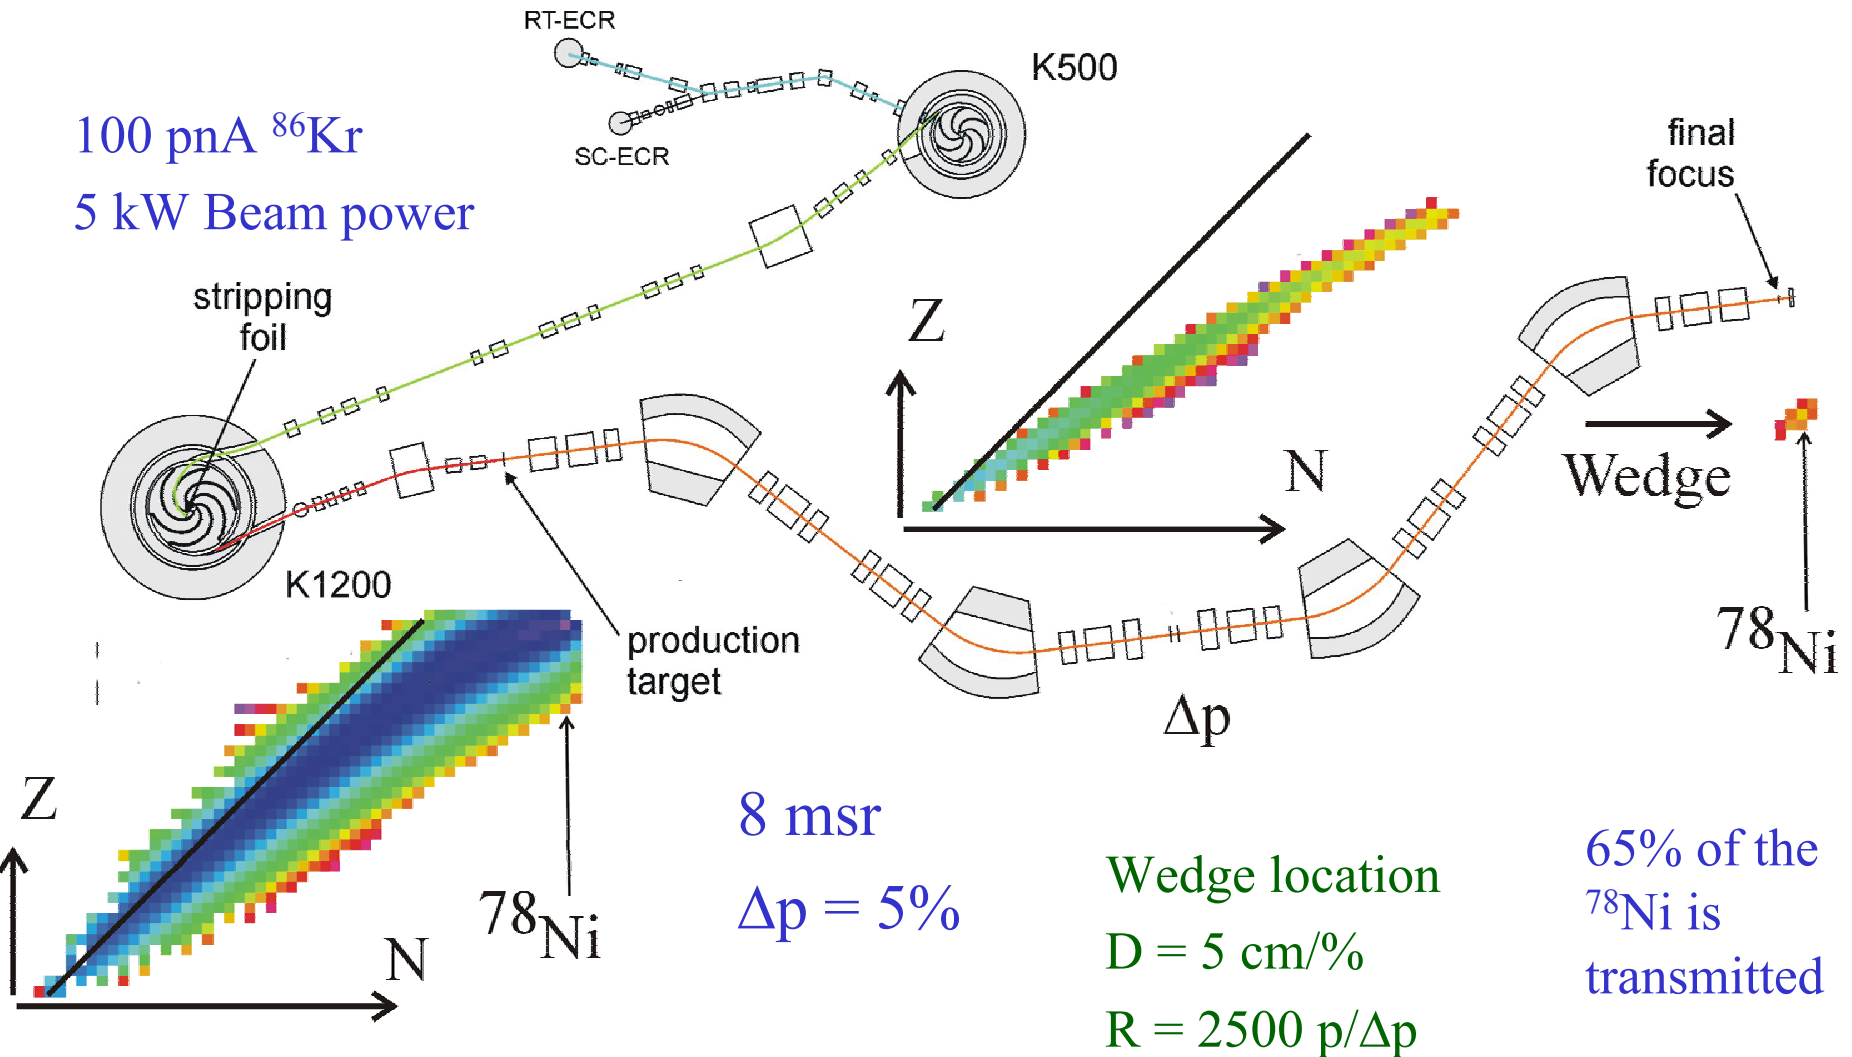 RT-ECR
K500
SC-ECR
100 pnA ⁸⁶Kr
5 kW Beam power
final
focus
stripping
foil
Z
N
Wedge
K1200
production
target
⁷⁸Ni
Δp
Z
N
⁷⁸Ni
8 msr
Δp = 5%
Wedge location
D = 5 cm/%
R = 2500 p/Δp
65% of the
⁷⁸Ni is
transmitted